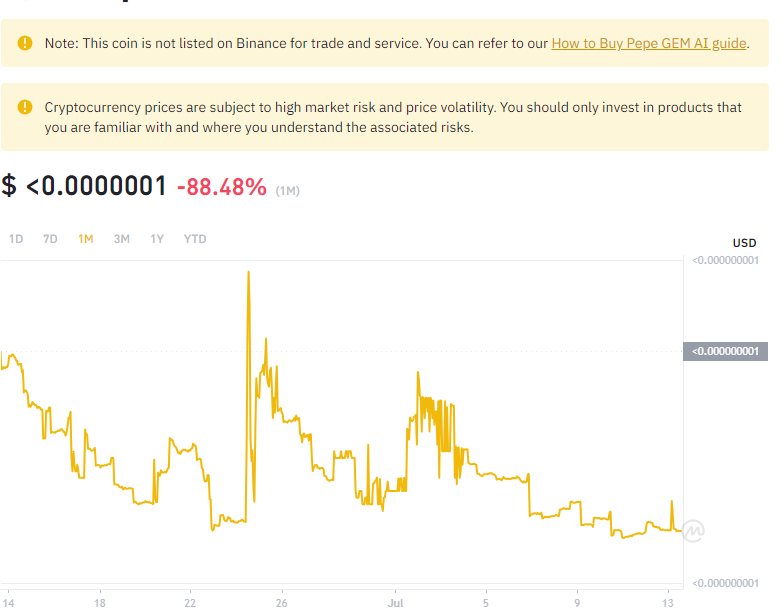 Note: This coin is not listed on Binance for trade and service. You can refer to our How to Buy Pepe GEM AI guide.
Cryptocurrency prices are subject to high market risk and price volatility. You should only invest in products that
you are familiar with and where you understand the associated risks.
$ <0.0000001 -88.48% (1M)
1D 7D 1M 3M 1Y YTD
USD
<0.000000001
<0.000000001
<0.000000001
14 18 22 26 Jul 5 9 13